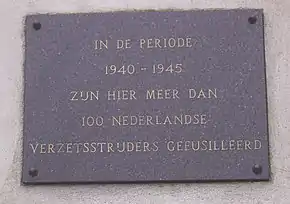 IN DE PERIODE
1940 - 1945
ZIJN HIER MEER DAN
100 NEDERLANDSE
VERZETSSTRIJDERS GEFUSILLEERD